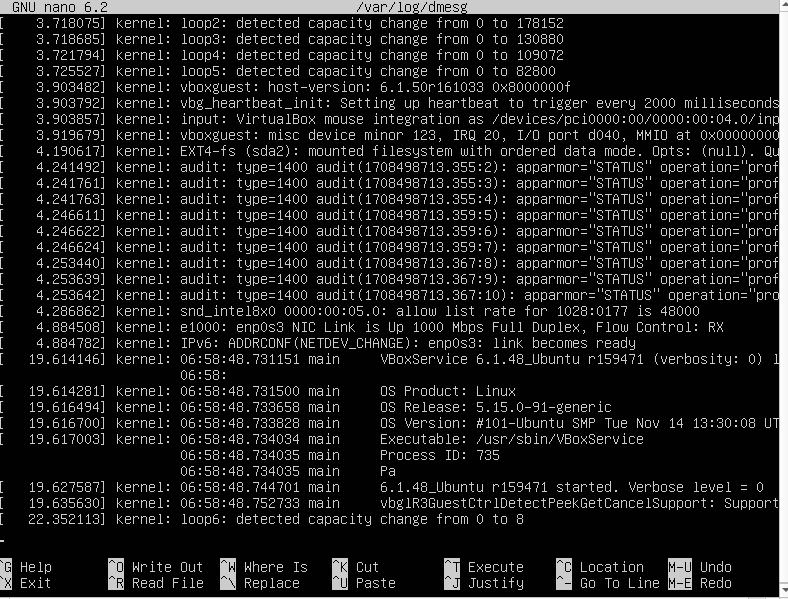 GNU nano 6.2 /var/log/dmesg
[    3.718075] kernel: loop2: detected capacity change from 0 to 178152
[    3.718685] kernel: loop3: detected capacity change from 0 to 130880
[    3.721794] kernel: loop4: detected capacity change from 0 to 109072
[    3.725527] kernel: loop5: detected capacity change from 0 to 82800
[    3.903482] kernel: vboxguest: host-version: 6.1.50r161033 0x8000000f
[    3.903792] kernel: vbg_heartbeat_init: Setting up heartbeat to trigger every 2000 milliseconds
[    3.903857] kernel: input: VirtualBox mouse integration as /devices/pci0000:00/0000:00:04.0/inp
[    3.919679] kernel: vboxguest: misc device minor 123, IRQ 20, I/O port d040, MMIO at 0x00000000
[    4.190617] kernel: EXT4-fs (sda2): mounted filesystem with ordered data mode. Opts: (null). Qu
[    4.241492] kernel: audit: type=1400 audit(1708498713.355:2): apparmor="STATUS" operation="prof
[    4.241761] kernel: audit: type=1400 audit(1708498713.355:3): apparmor="STATUS" operation="prof
[    4.241763] kernel: audit: type=1400 audit(1708498713.355:4): apparmor="STATUS" operation="prof
[    4.246611] kernel: audit: type=1400 audit(1708498713.359:5): apparmor="STATUS" operation="prof
[    4.246622] kernel: audit: type=1400 audit(1708498713.359:6): apparmor="STATUS" operation="prof
[    4.246624] kernel: audit: type=1400 audit(1708498713.359:7): apparmor="STATUS" operation="prof
[    4.253440] kernel: audit: type=1400 audit(1708498713.367:8): apparmor="STATUS" operation="prof
[    4.253639] kernel: audit: type=1400 audit(1708498713.367:9): apparmor="STATUS" operation="prof
[    4.253642] kernel: audit: type=1400 audit(1708498713.367:10): apparmor="STATUS" operation="pro
[    4.286862] kernel: snd_intel8x0 0000:00:05.0: allow list rate for 1028:0177 is 48000
[    4.884508] kernel: e1000: enp0s3 NIC Link is Up 1000 Mbps Full Duplex, Flow Control: RX
[    4.884782] kernel: IPv6: ADDRCONF(NETDEV_CHANGE): enp0s3: link becomes ready
[   19.614146] kernel: 06:58:48.731151 main     VBoxService 6.1.48_Ubuntu r159471 (verbosity: 0) l
06:58:
[   19.614281] kernel: 06:58:48.731500 main     OS Product: Linux
[   19.616494] kernel: 06:58:48.733658 main     OS Release: 5.15.0-91-generic
[   19.616700] kernel: 06:58:48.733828 main     OS Version: #101-Ubuntu SMP Tue Nov 14 13:30:08 UT
[   19.617003] kernel: 06:58:48.734034 main     Executable: /usr/sbin/VBoxService
06:58:48.734035 main     Process ID: 735
06:58:48.734035 main     Pa
[   19.627587] kernel: 06:58:48.744701 main     6.1.48_Ubuntu r159471 started. Verbose level = 0
[   19.635630] kernel: 06:58:48.752733 main     vbglR3GuestCtrlDetectPeekGetCancelSupport: Support
[   22.352113] kernel: loop6: detected capacity change from 0 to 8
^G Help ^O Write Out ^W Where Is ^K Cut ^T Execute ^C Location M-U Undo
^X Exit ^R Read File ^\ Replace ^U Paste ^J Justify ^- Go To Line M-E Redo